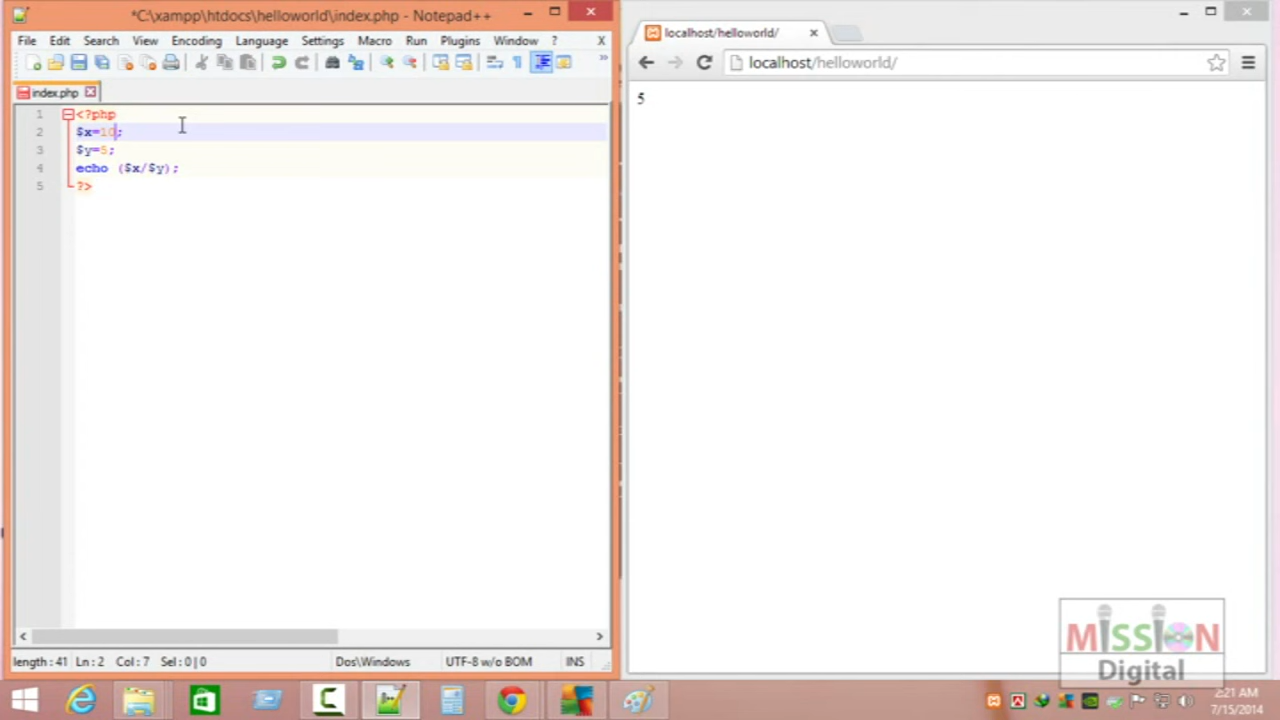 *C:\xampp\htdocs\helloworld\index.php - Notepad++
File Edit Search View Encoding Language Settings Macro Run Plugins Window ? X
index.php
1 <?php
2 $x=10;
3 $y=5;
4 echo ($x/$y);
5 ?>
length : 41 Ln : 2 Col : 7 Sel : 0 | 0 Dos\Windows UTF-8 w/o BOM INS
localhost/helloworld/
localhost/helloworld/
5
MISSION
Digital
2:21 AM
7/15/2014